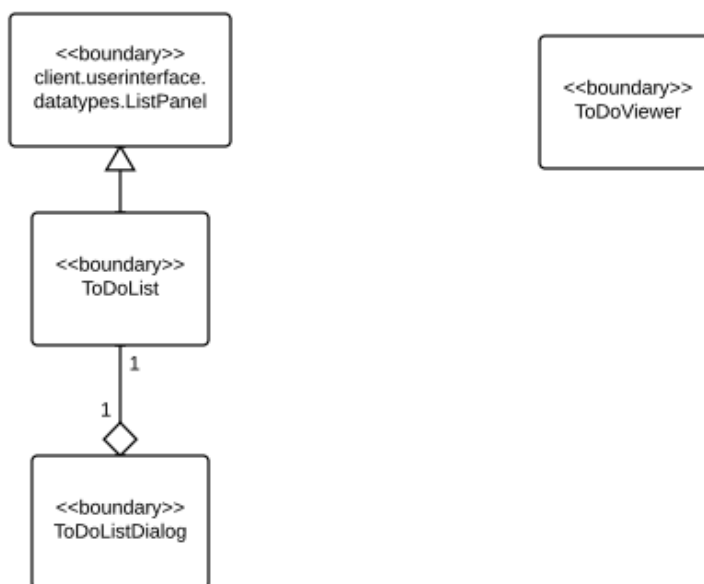 <<boundary>>
client.userinterface.
datatypes.ListPanel
<<boundary>>
ToDoViewer
<<boundary>>
ToDoList
1
1
<<boundary>>
ToDoListDialog